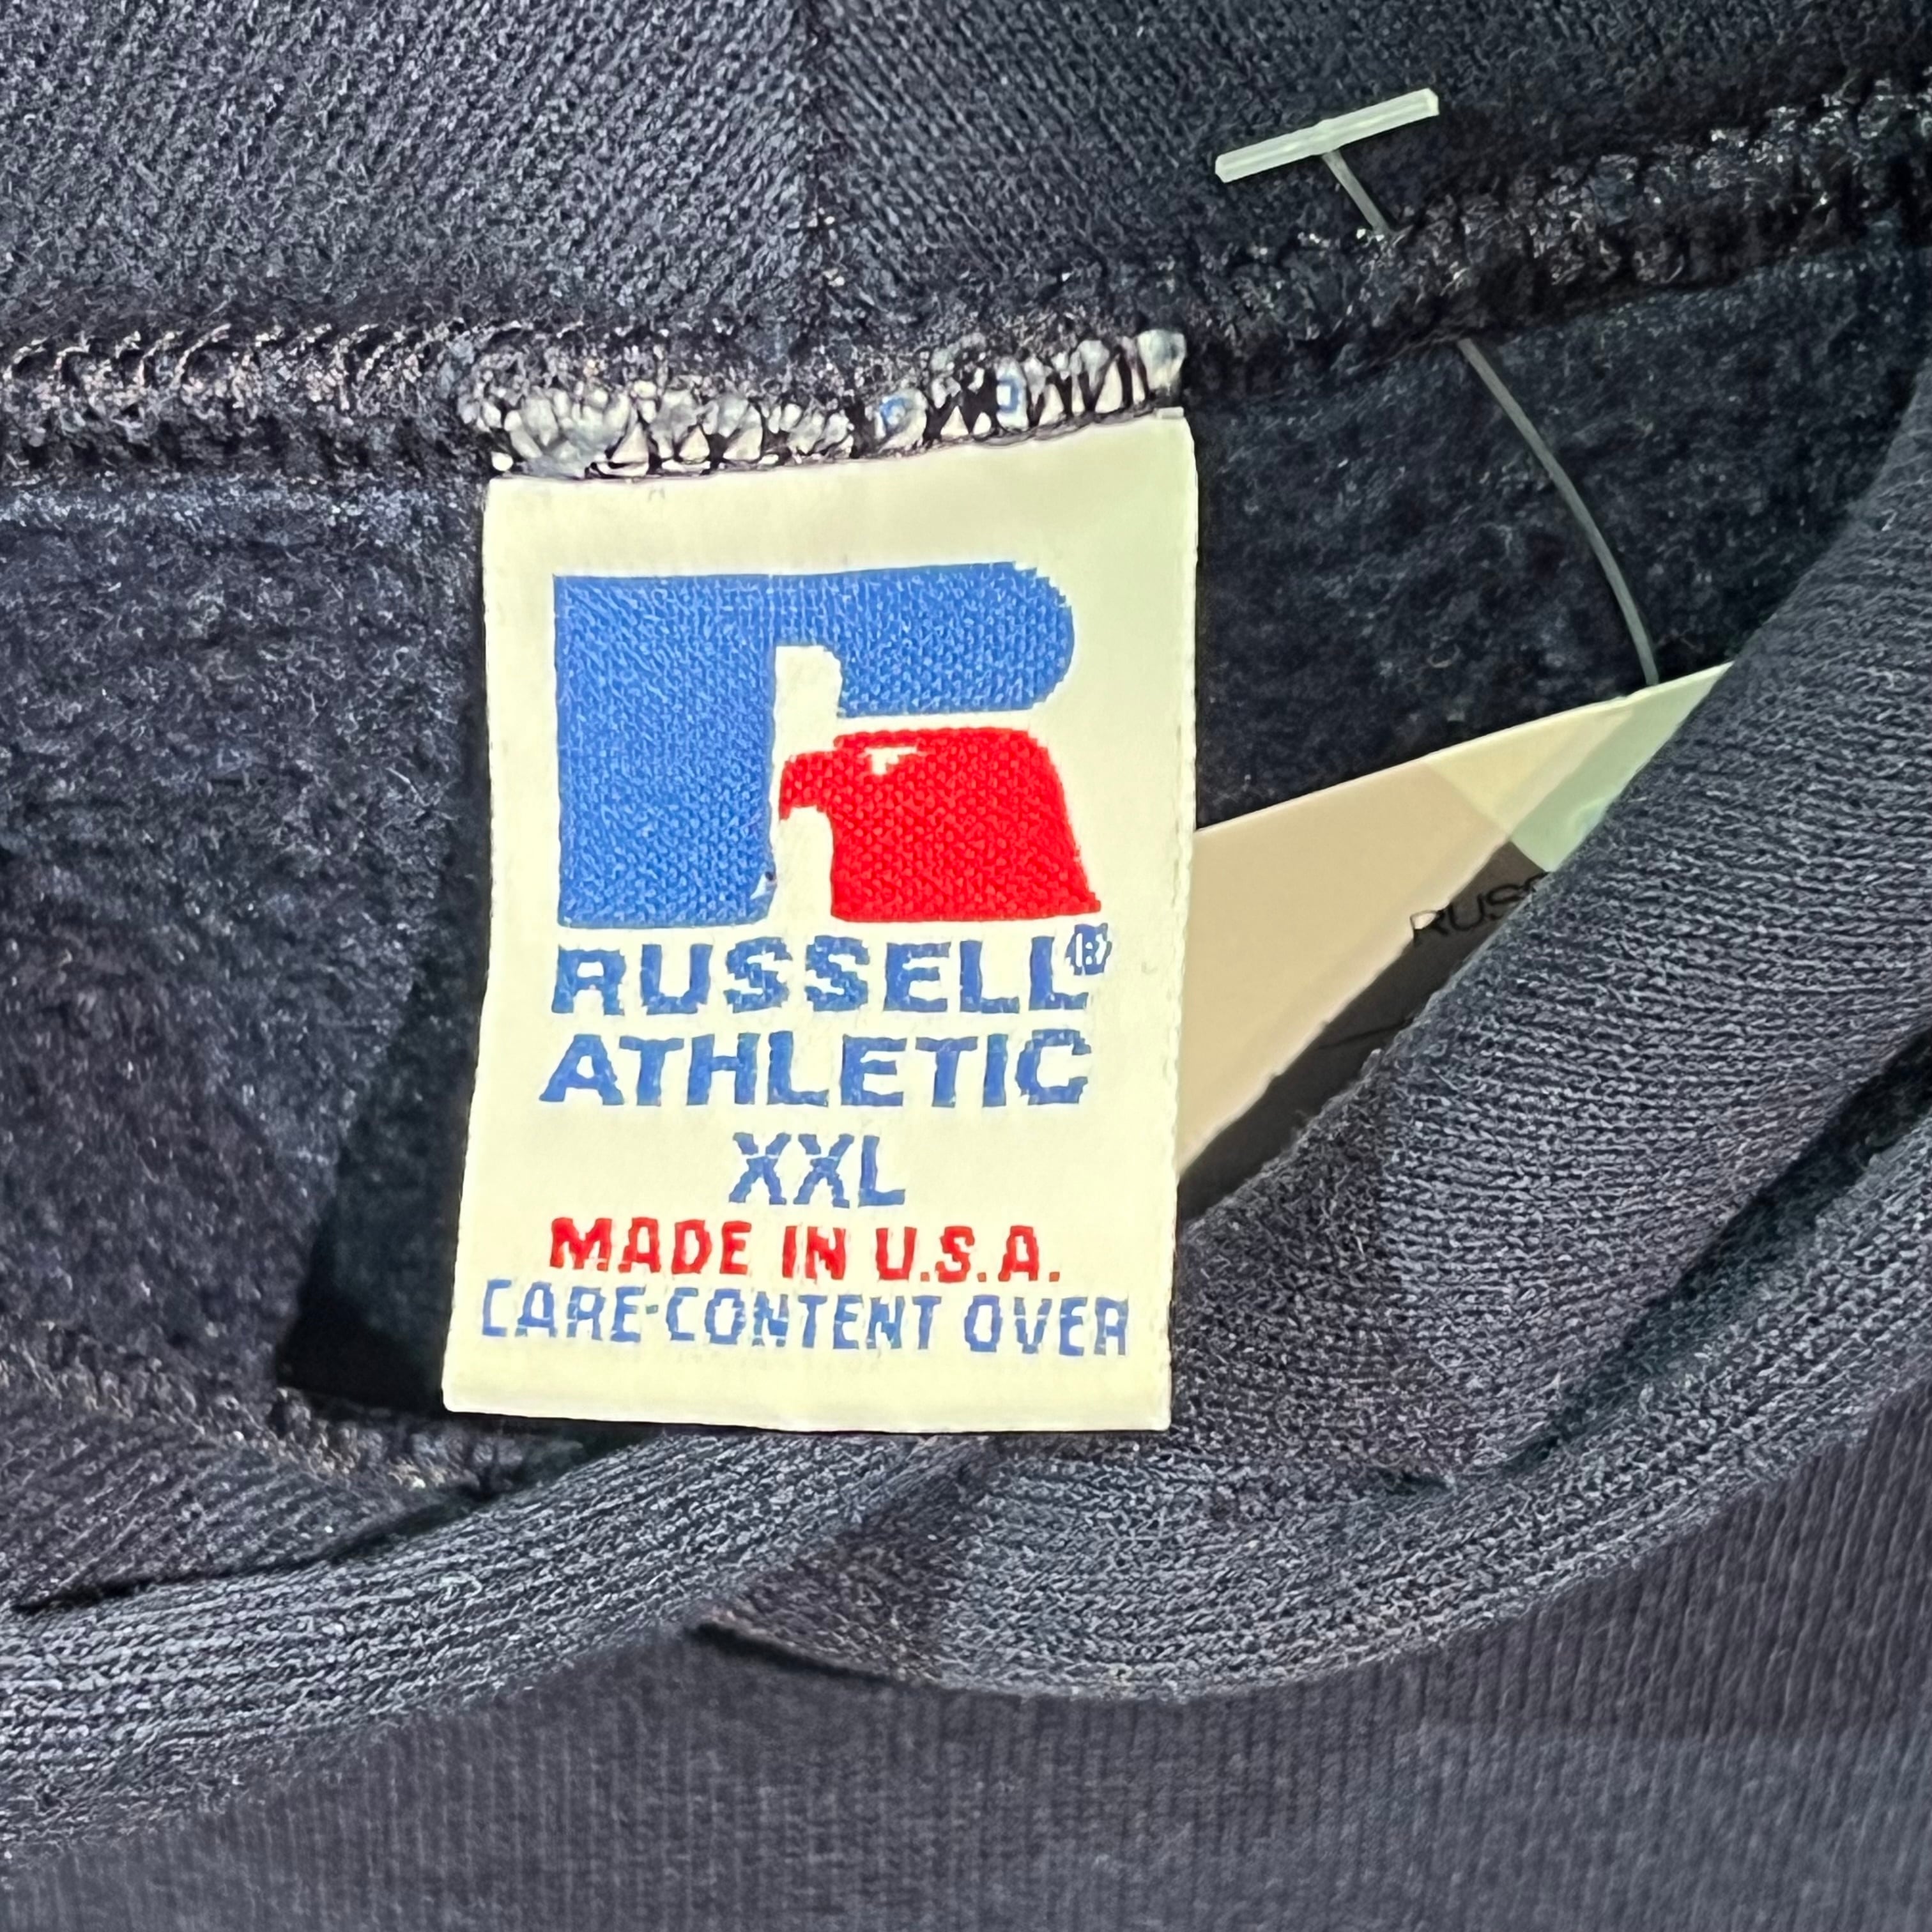 RUSSELL®
ATHLETIC
XXL
MADE IN U.S.A.
CARE-CONTENT OVER